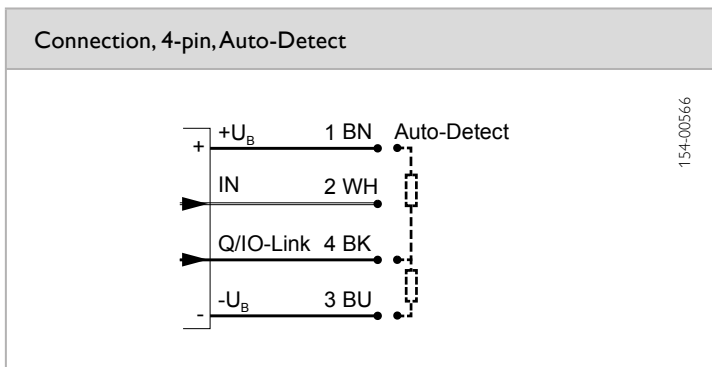 Connection, 4-pin, Auto-Detect
154-00566
+U_B 1 BN Auto-Detect
+
IN 2 WH
Q/IO-Link 4 BK
-U_B 3 BU
-